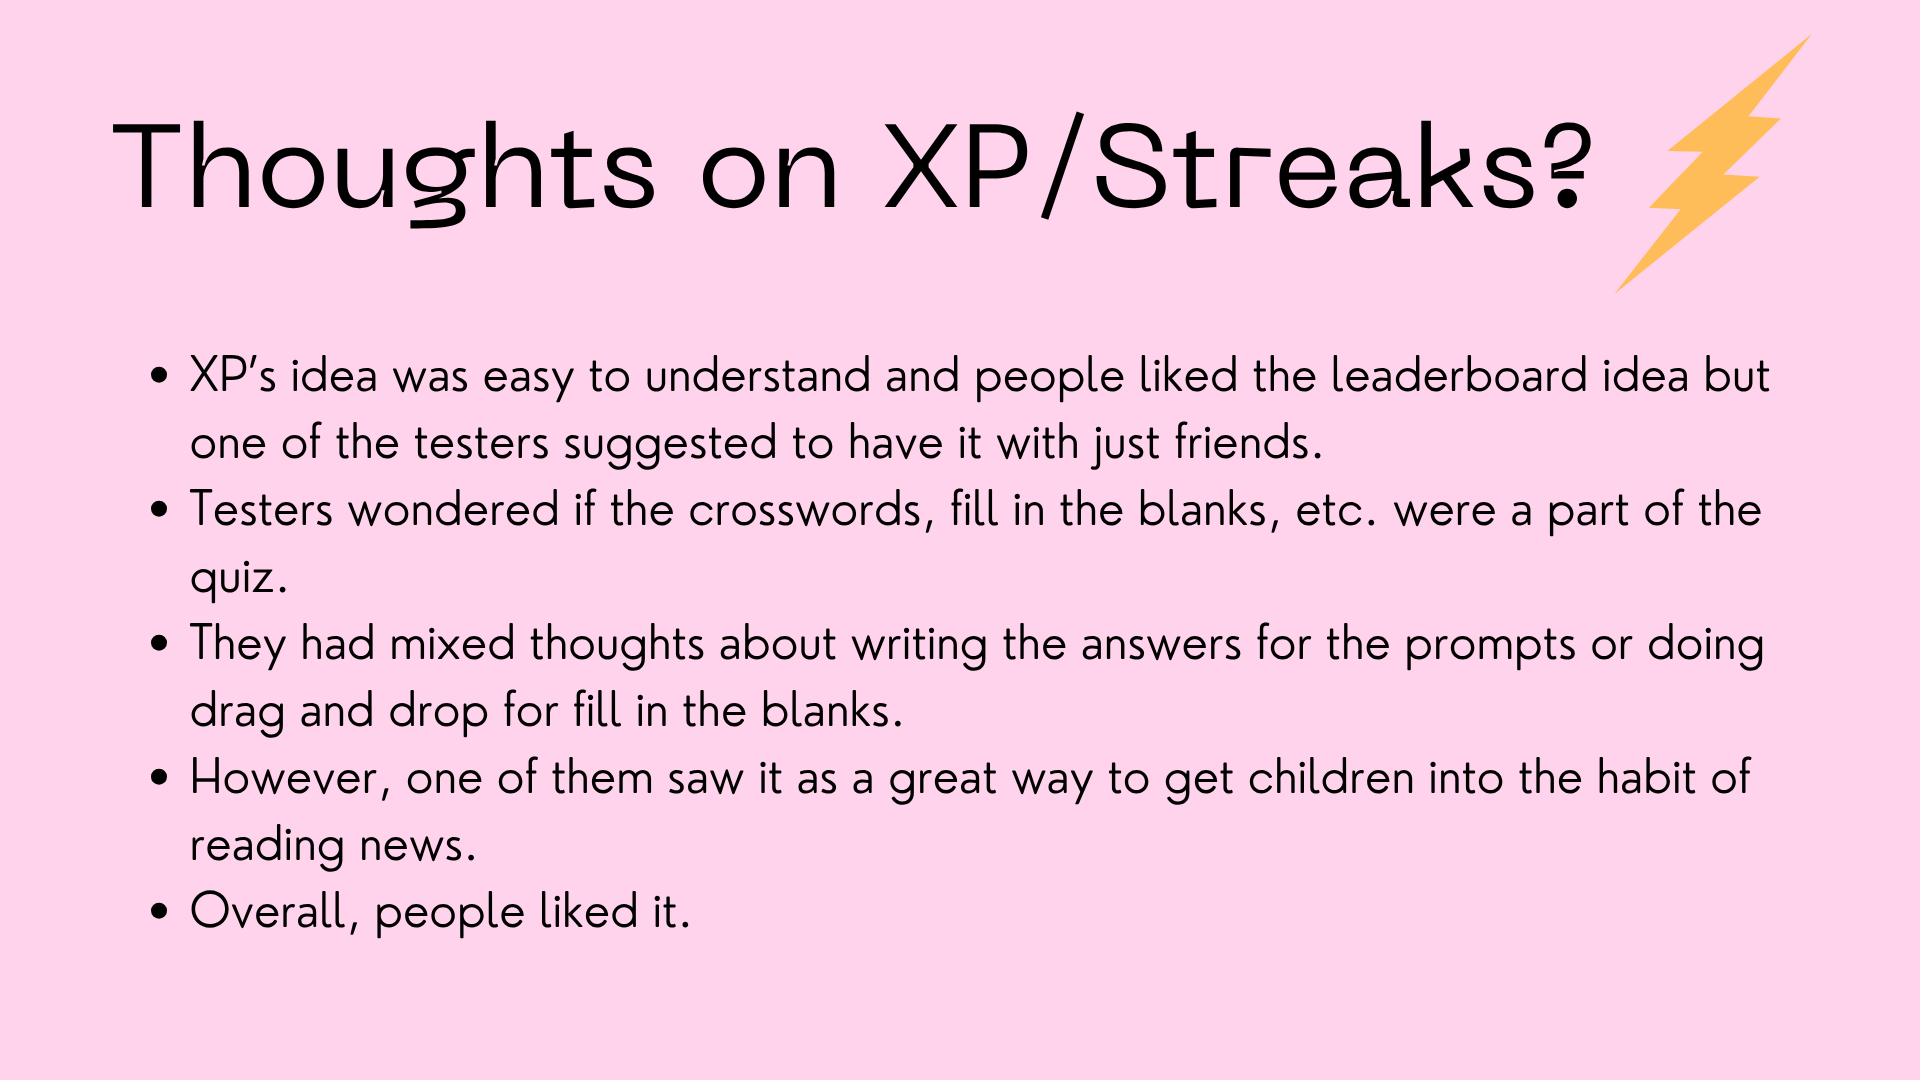 Thoughts on XP/Streaks?
• XP’s idea was easy to understand and people liked the leaderboard idea but
one of the testers suggested to have it with just friends.
• Testers wondered if the crosswords, fill in the blanks, etc. were a part of the
quiz.
• They had mixed thoughts about writing the answers for the prompts or doing
drag and drop for fill in the blanks.
• However, one of them saw it as a great way to get children into the habit of
reading news.
• Overall, people liked it.